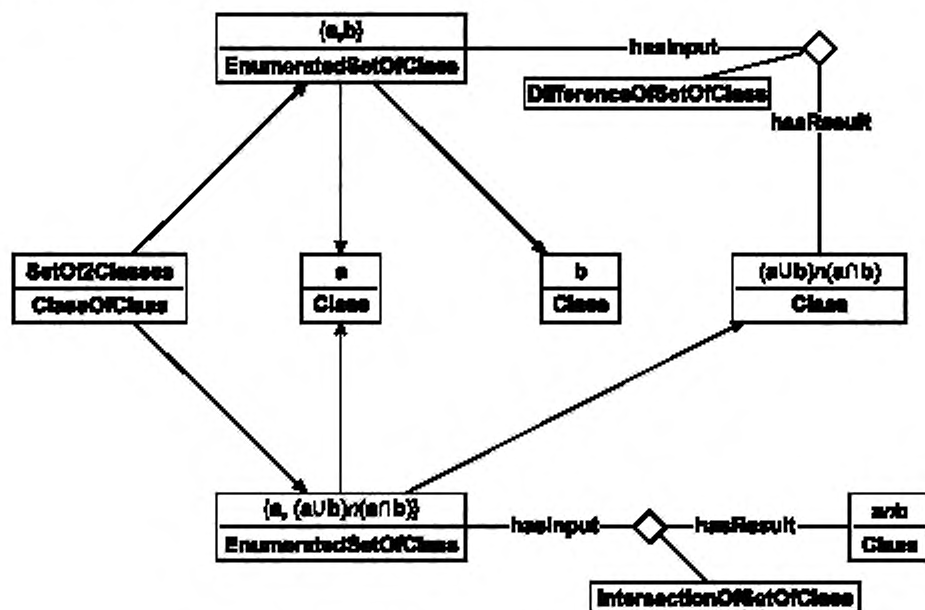 {a,b}
EnumeratedSetOfClass
hasInput
DifferenceOfSetOfClass
hasResult
SetOf2Classes
ClassOfClass
a
Class
b
Class
(a∪b)\(a∩b)
Class
{a, (a∪b)\(a∩b)}
EnumeratedSetOfClass
hasInput
hasResult
a\b
Class
IntersectionOfSetOfClass